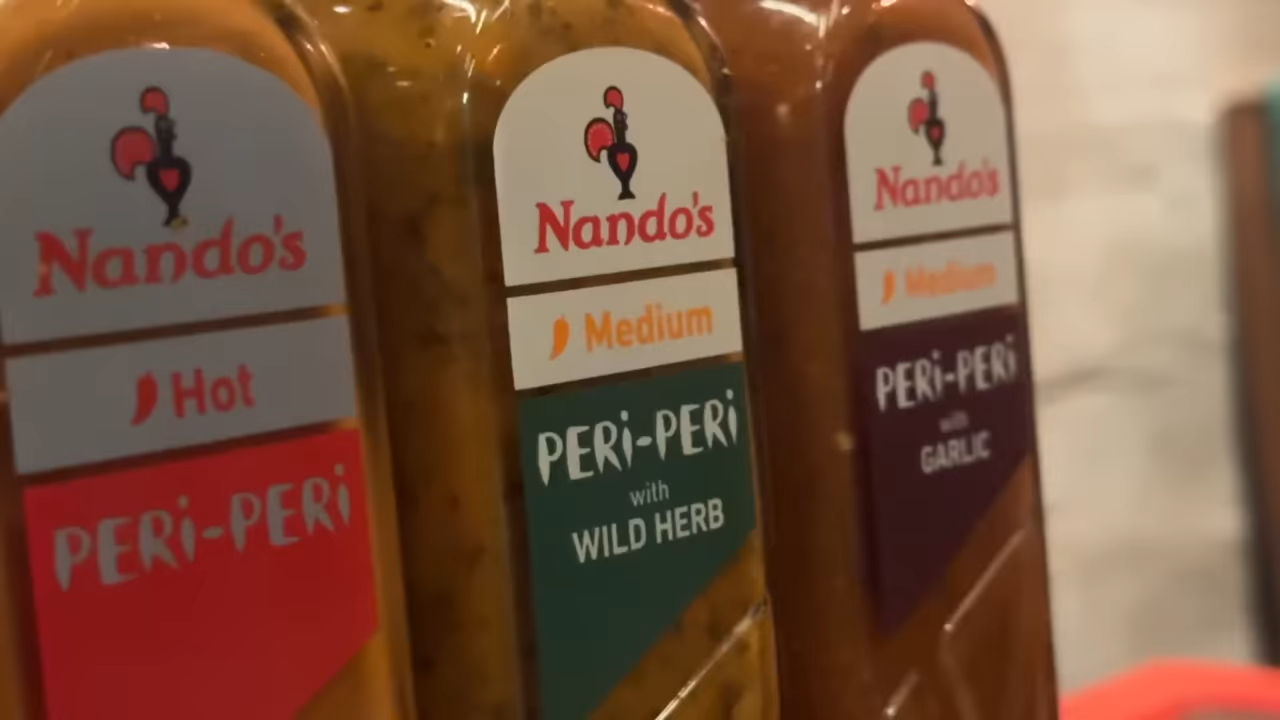 Nando's
Hot
PERi-PERi
Nando's
Medium
PERi-PERi
with
WILD HERB
Nando's
Medium
PERi-PERi
with
GARLIC